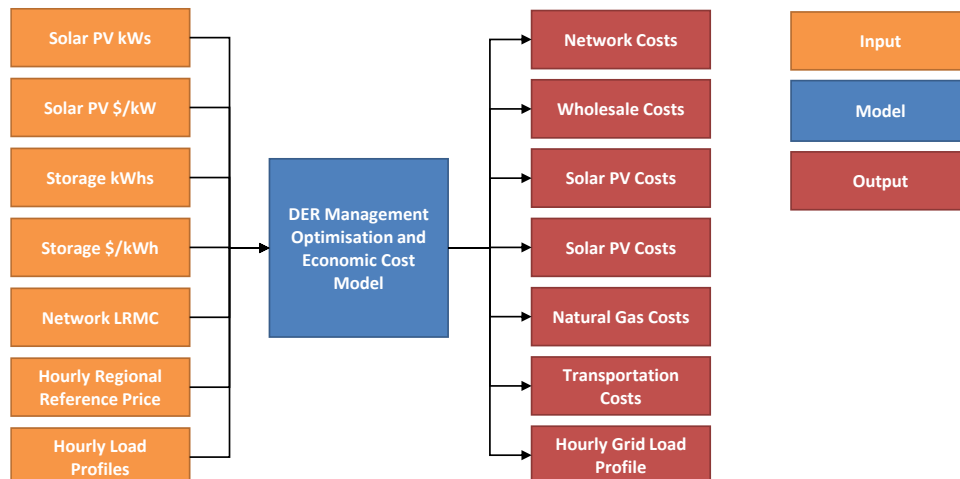 Solar PV kWs
Solar PV $/kW
Storage kWhs
Storage $/kWh
Network LRMC
Hourly Regional
Reference Price
Hourly Load
Profiles
DER Management
Optimisation and
Economic Cost
Model
Network Costs
Wholesale Costs
Solar PV Costs
Solar PV Costs
Natural Gas Costs
Transportation
Costs
Hourly Grid Load
Profile
Input
Model
Output